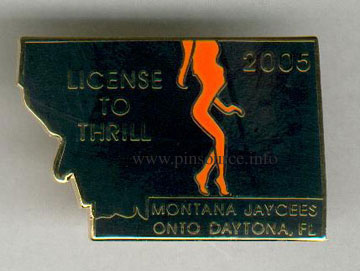 2005
LICENSE
TO
THRILL
www.pinsource.info
MONTANA JAYCEES
ONTO DAYTONA, FL